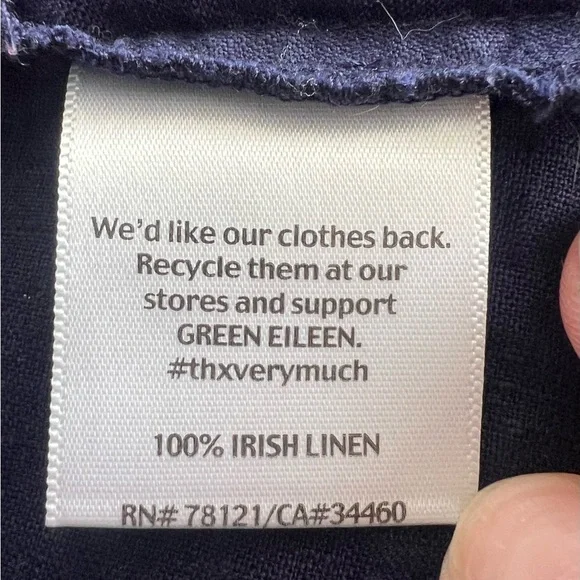 We'd like our clothes back.
Recycle them at our
stores and support
GREEN EILEEN.
#thxverymuch
100% IRISH LINEN
RN# 78121/CA#34460